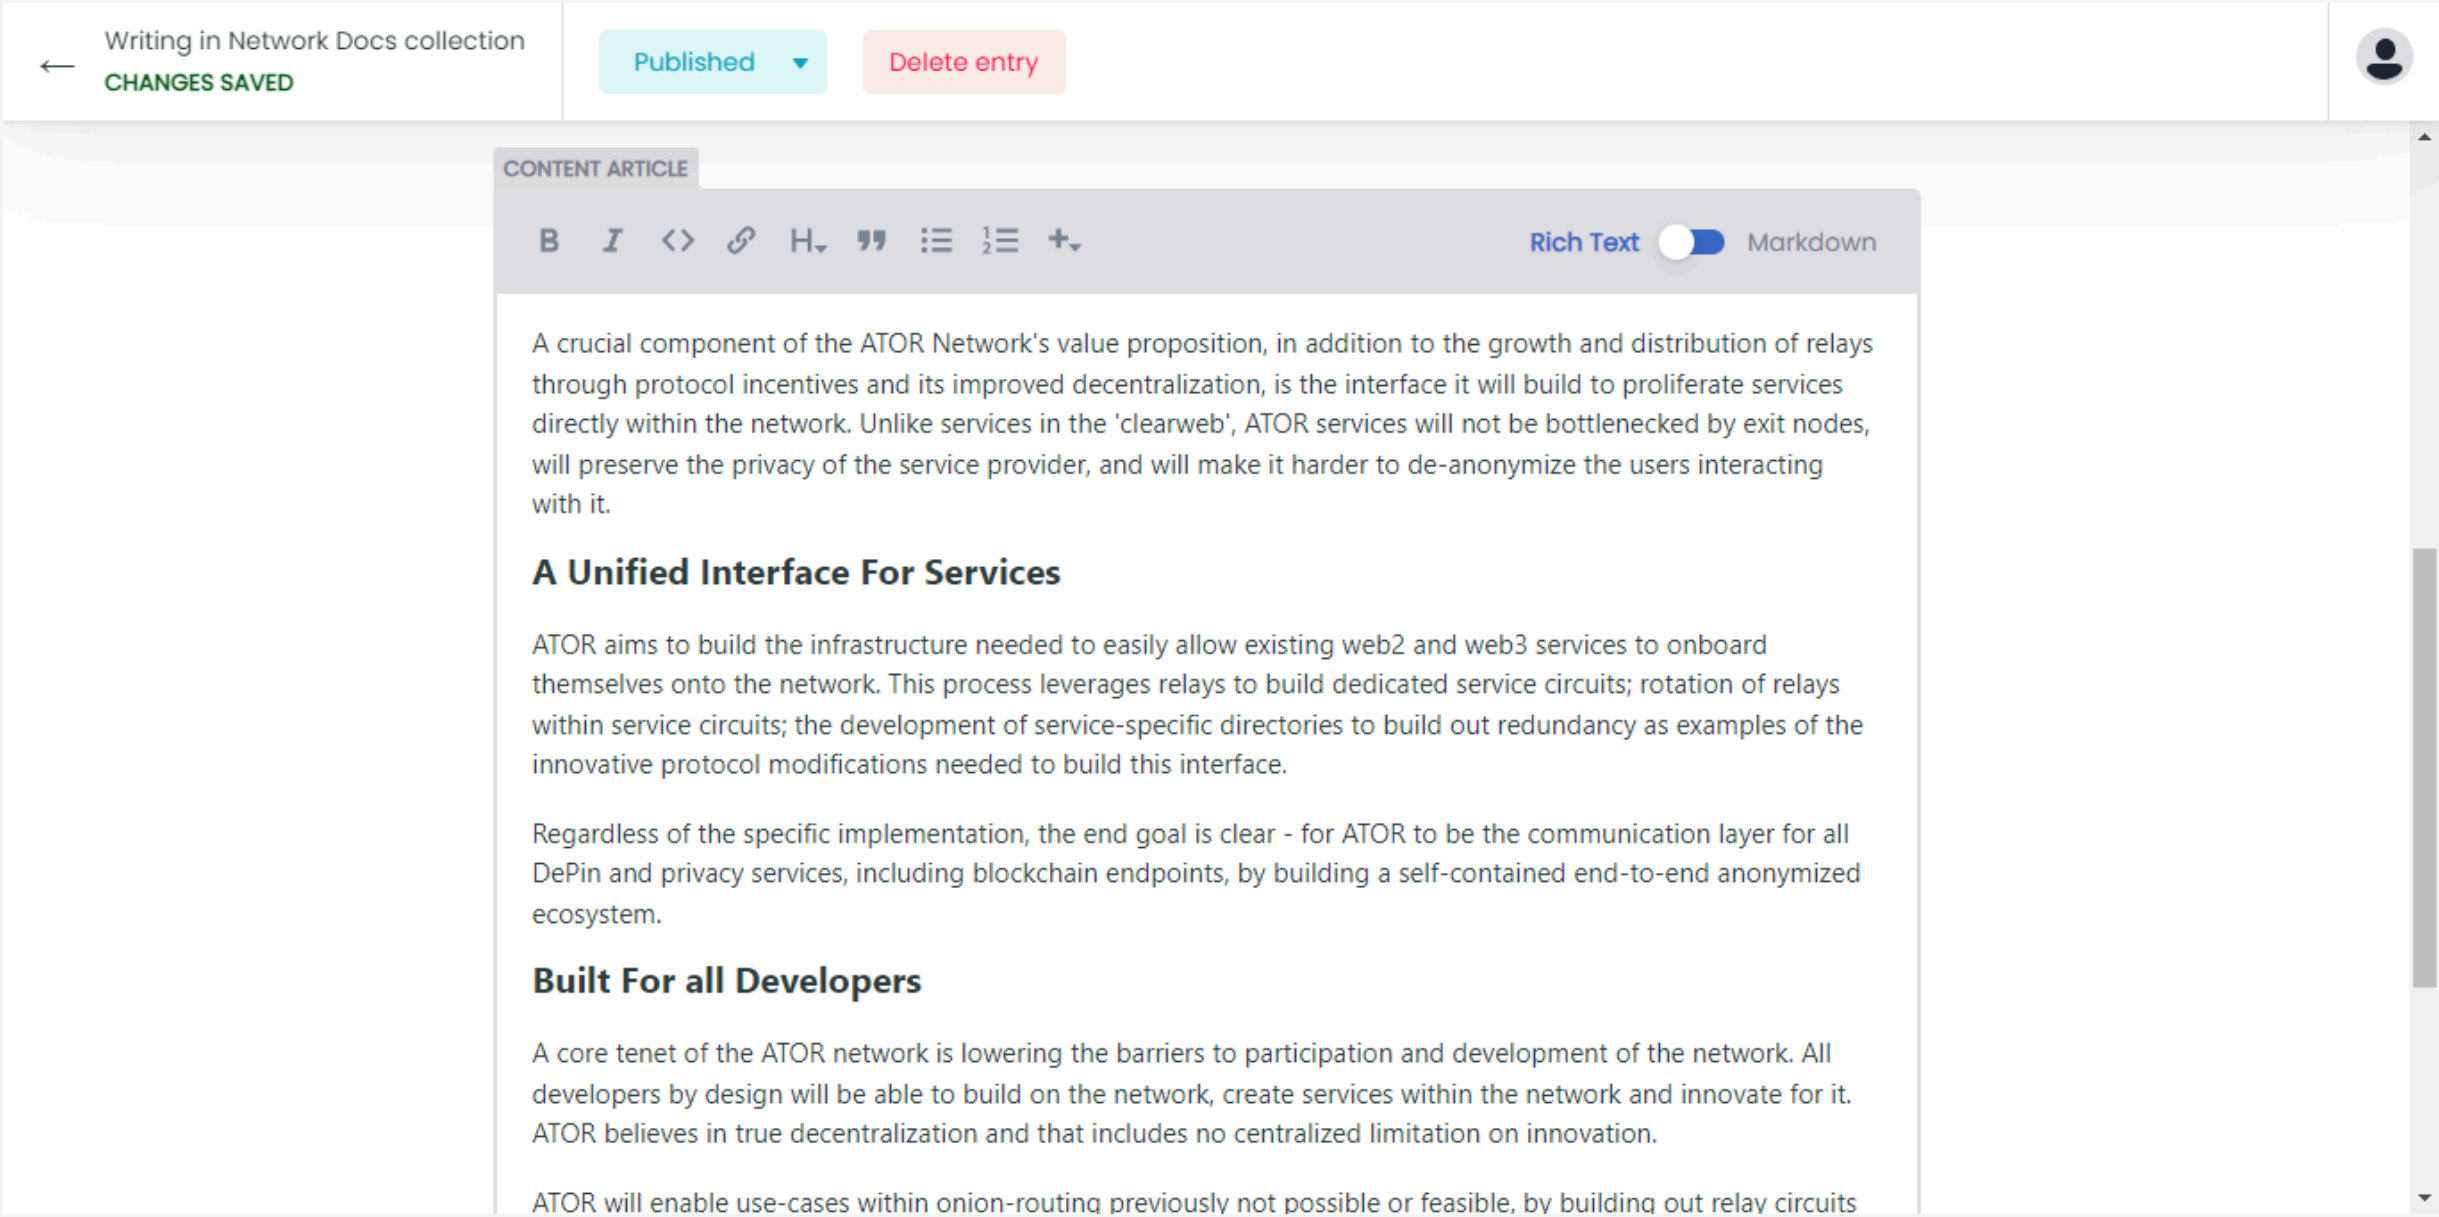 Writing in Network Docs collection
CHANGES SAVED
Published
Delete entry
CONTENT ARTICLE
B I <> H 1 2 +
Rich Text Markdown
A crucial component of the ATOR Network's value proposition, in addition to the growth and distribution of relays
through protocol incentives and its improved decentralization, is the interface it will build to proliferate services
directly within the network. Unlike services in the 'clearweb', ATOR services will not be bottlenecked by exit nodes,
will preserve the privacy of the service provider, and will make it harder to de-anonymize the users interacting
with it.
A Unified Interface For Services
ATOR aims to build the infrastructure needed to easily allow existing web2 and web3 services to onboard
themselves onto the network. This process leverages relays to build dedicated service circuits; rotation of relays
within service circuits; the development of service-specific directories to build out redundancy as examples of the
innovative protocol modifications needed to build this interface.
Regardless of the specific implementation, the end goal is clear - for ATOR to be the communication layer for all
DePin and privacy services, including blockchain endpoints, by building a self-contained end-to-end anonymized
ecosystem.
Built For all Developers
A core tenet of the ATOR network is lowering the barriers to participation and development of the network. All
developers by design will be able to build on the network, create services within the network and innovate for it.
ATOR believes in true decentralization and that includes no centralized limitation on innovation.
ATOR will enable use-cases within onion-routing previously not possible or feasible, by building out relay circuits